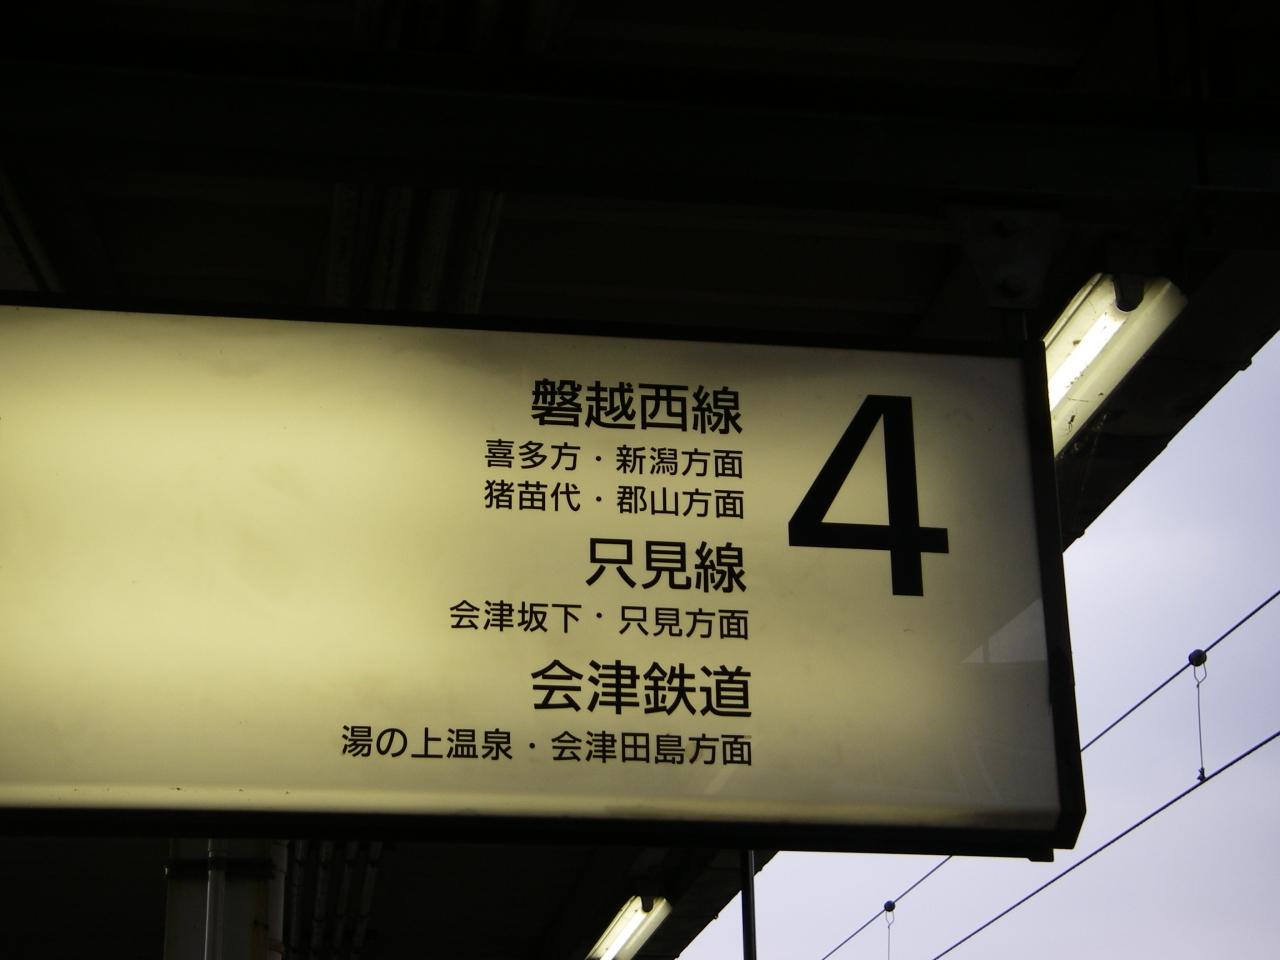 4
磐越西線
喜多方・新潟方面
猪苗代・郡山方面
只見線
会津坂下・只見方面
会津鉄道
湯の上温泉・会津田島方面